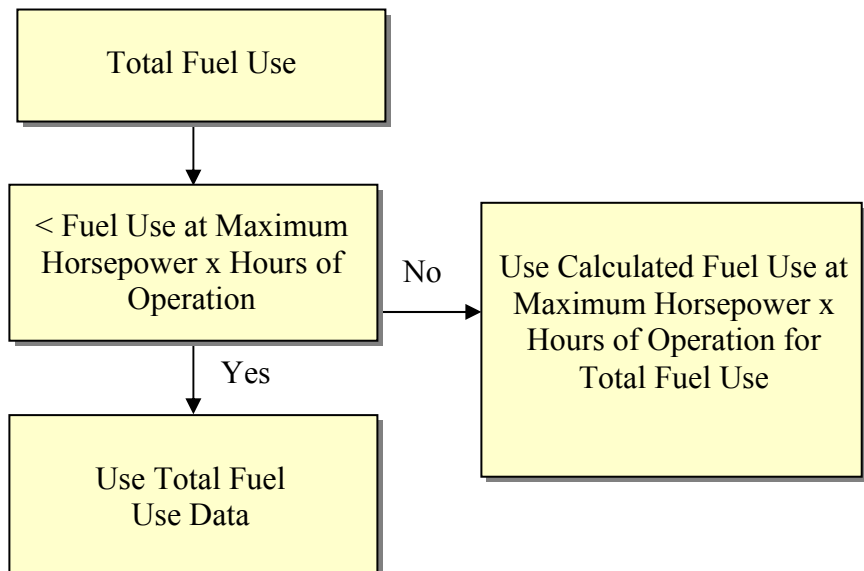 Total Fuel Use
< Fuel Use at Maximum
Horsepower x Hours of
Operation
No
Use Calculated Fuel Use at
Maximum Horsepower x
Hours of Operation for
Total Fuel Use
Yes
Use Total Fuel
Use Data